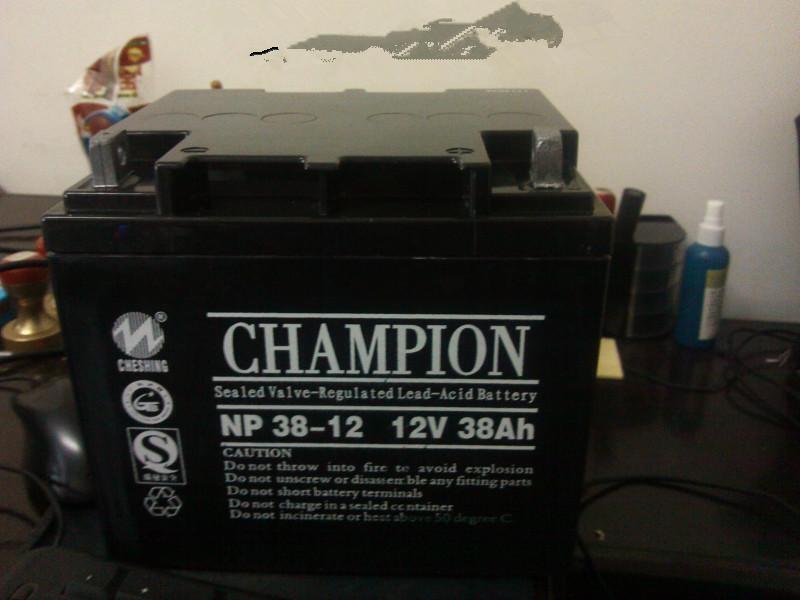 ®
CHESHING
CHAMPION
Sealed Valve-Regulated Lead-Acid Battery
NP 38-12 12V 38Ah
CAUTION
Do not throw into fire to avoid explosion
Do not unscrew or disassemble any fitting parts
Do not short battery terminals
Do not charge in a sealed container
Do not incinerate or heat above 50 degree C